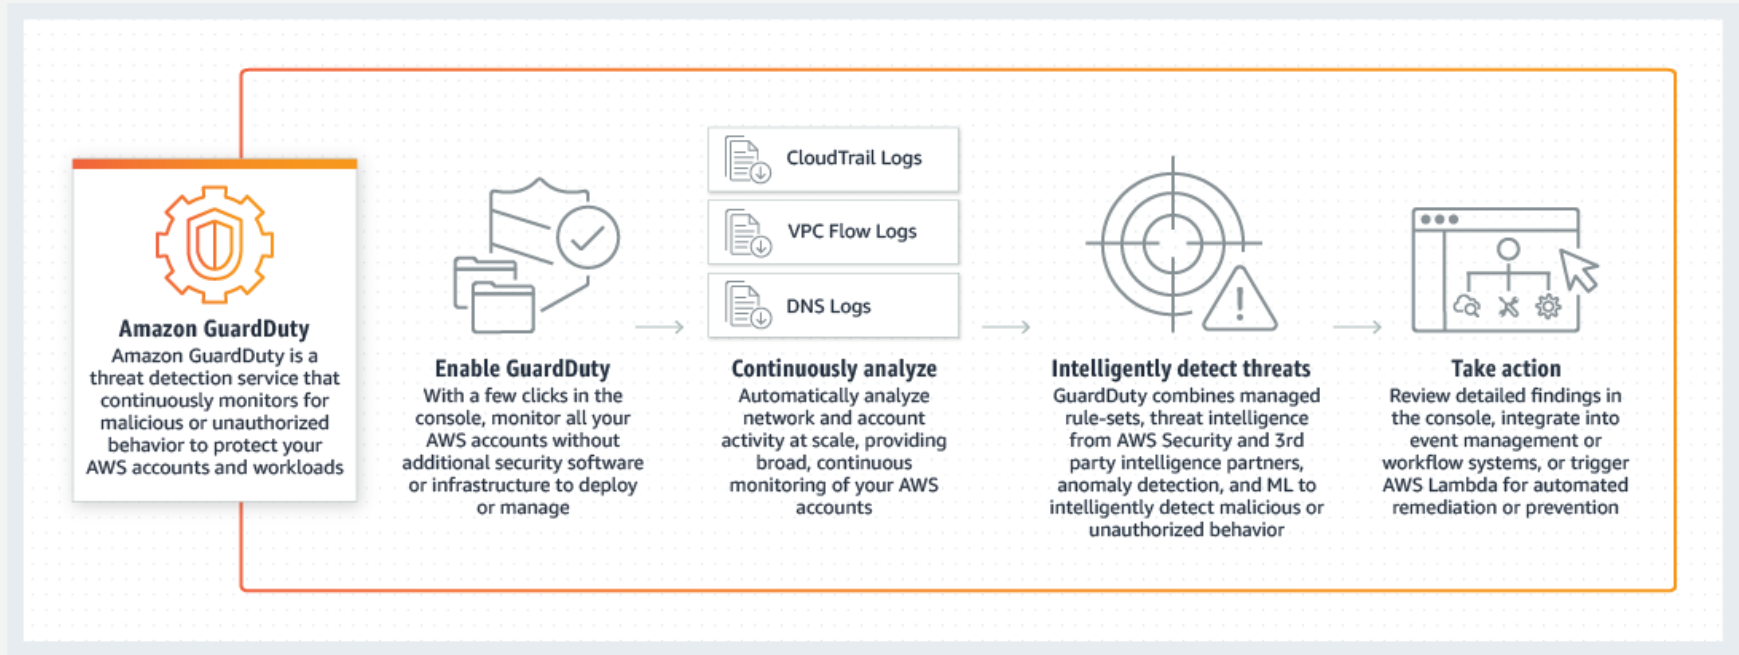 Amazon GuardDuty
Amazon GuardDuty is a
threat detection service that
continuously monitors for
malicious or unauthorized
behavior to protect your
AWS accounts and workloads
Enable GuardDuty
With a few clicks in the
console, monitor all your
AWS accounts without
additional security software
or infrastructure to deploy
or manage
CloudTrail Logs
VPC Flow Logs
DNS Logs
Continuously analyze
Automatically analyze
network and account
activity at scale, providing
broad, continuous
monitoring of your AWS
accounts
Intelligently detect threats
GuardDuty combines managed
rule-sets, threat intelligence
from AWS Security and 3rd
party intelligence partners,
anomaly detection, and ML to
intelligently detect malicious or
unauthorized behavior
Take action
Review detailed findings in
the console, integrate into
event management or
workflow systems, or trigger
AWS Lambda for automated
remediation or prevention